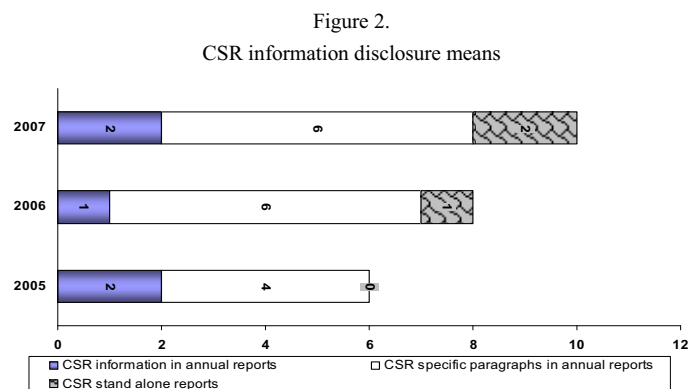 Figure 2.
CSR information disclosure means
2007
2 6 2
2006
1 6 1
2005
2 4 0
0 2 4 6 8 10 12
CSR information in annual reports CSR specific paragraphs in annual reports
CSR stand alone reports